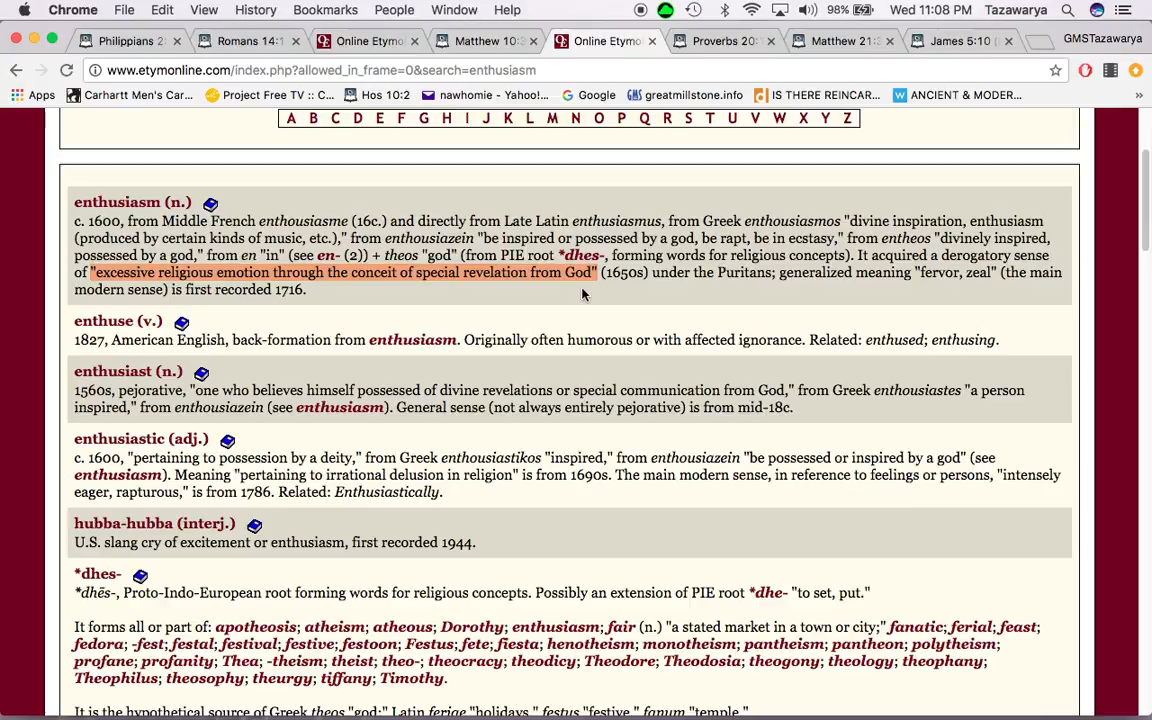 Chrome File Edit View History Bookmarks People Window Help 98% Wed 11:08 PM Tazawarya
Philippians 2 Romans 14:1 Online Etymo Matthew 10:3 Online Etymo Proverbs 20: Matthew 21:3 James 5:10 ( GMSTazawarya
www.etymonline.com/index.php?allowed_in_frame=0&search=enthusiasm
Apps Carhartt Men's Car... Project Free TV :: C... Hos 10:2 nawhomie - Yahoo!... Google greatmillstone.info IS THERE REINCAR... ANCIENT & MODER... »
A B C D E F G H I J K L M N O P Q R S T U V W X Y Z
enthusiasm (n.)
c. 1600, from Middle French enthousiasme (16c.) and directly from Late Latin enthusiasmus, from Greek enthousiasmos "divine inspiration, enthusiasm
(produced by certain kinds of music, etc.)," from enthousiazein "be inspired or possessed by a god, be rapt, be in ecstasy," from entheos "divinely inspired,
possessed by a god," from en "in" (see en- (2)) + theos "god" (from PIE root *dhes-, forming words for religious concepts). It acquired a derogatory sense
of "excessive religious emotion through the conceit of special revelation from God" (1650s) under the Puritans; generalized meaning "fervor, zeal" (the main
modern sense) is first recorded 1716.
enthuse (v.)
1827, American English, back-formation from enthusiasm. Originally often humorous or with affected ignorance. Related: enthused; enthusing.
enthusiast (n.)
1560s, pejorative, "one who believes himself possessed of divine revelations or special communication from God," from Greek enthousiastes "a person
inspired," from enthousiazein (see enthusiasm). General sense (not always entirely pejorative) is from mid-18c.
enthusiastic (adj.)
c. 1600, "pertaining to possession by a deity," from Greek enthousiastikos "inspired," from enthousiazein "be possessed or inspired by a god" (see
enthusiasm). Meaning "pertaining to irrational delusion in religion" is from 1690s. The main modern sense, in reference to feelings or persons, "intensely
eager, rapturous," is from 1786. Related: Enthusiastically.
hubba-hubba (interj.)
U.S. slang cry of excitement or enthusiasm, first recorded 1944.
*dhes-
*dhēs-, Proto-Indo-European root forming words for religious concepts. Possibly an extension of PIE root *dhe- "to set, put."
It forms all or part of: apotheosis; atheism; atheous; Dorothy; enthusiasm; fair (n.) "a stated market in a town or city;" fanatic; ferial; feast;
fedora; -fest; festal; festival; festive; festoon; Festus; fete; fiesta; henotheism; monotheism; pantheism; pantheon; polytheism;
profane; profanity; Thea; -theism; theist; theo-; theocracy; theodicy; Theodore; Theodosia; theogony; theology; theophany;
Theophilus; theosophy; theurgy; tiffany; Timothy.
It is the hypothetical source of Greek theos "god;" Latin feriae "holidays," festus "festive," fanum "temple."